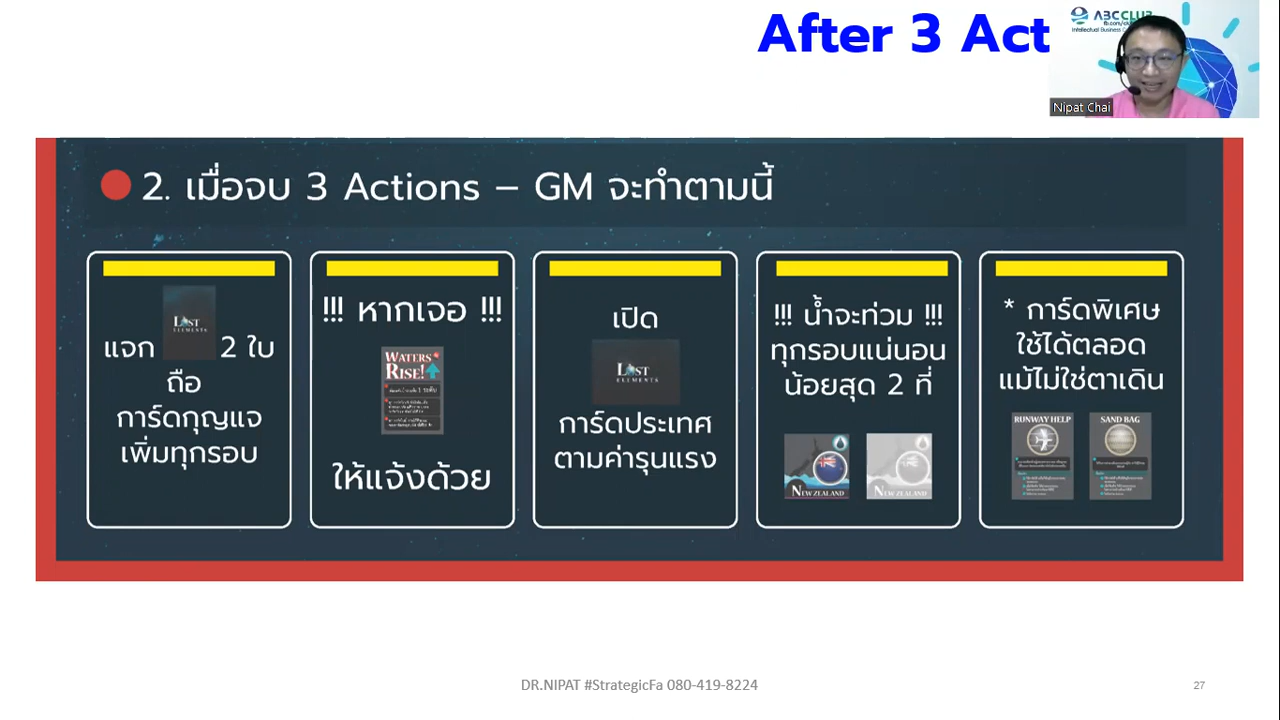 After 3 Act
ABCCLUB
Nipat Chai
2. เมื่อจบ 3 Actions – GM จะทำตามนี้
แจก LOST ELEMENTS 2 ใบ
ถือ
การ์ดกุญแจ
เพิ่มทุกรอบ
!!! หากเจอ !!!
WATERS
RISE!
ให้แจ้งด้วย
เปิด
LOST
ELEMENTS
การ์ดประเทศ
ตามค่ารุนแรง
!!! น้ำจะท่วม !!!
ทุกรอบแน่นอน
น้อยสุด 2 ที่
NEW ZEALAND
NEW ZEALAND
* การ์ดพิเศษ
ใช้ได้ตลอด
แม้ไม่ใช่ตาเดิน
RUNWAY HELP
SAND BAG
DR.NIPAT #StrategicFa 080-419-8224
27